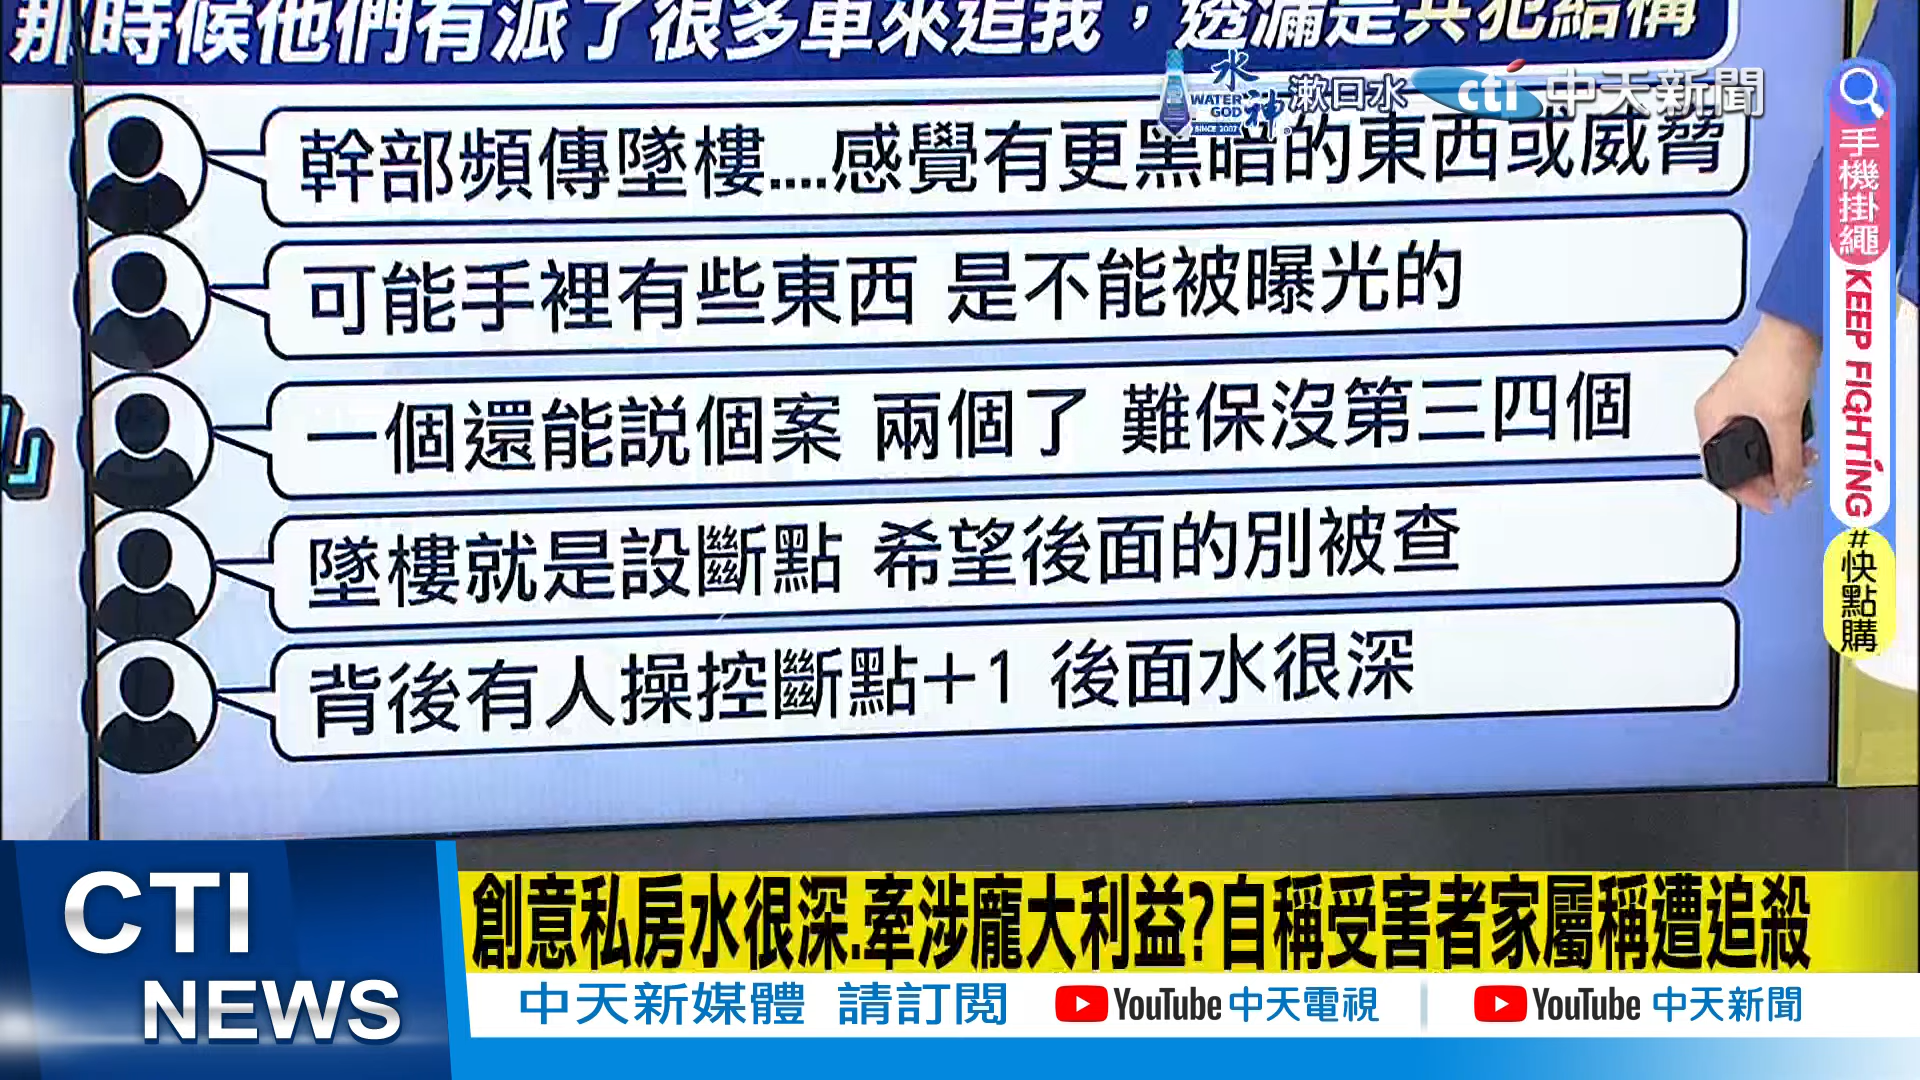 那時候他們有派了很多車來追我，透漏是共犯結構
水神
WATER GOD
SINCE 2007
漱口水
cti 中天新聞
幹部頻傳墜樓....感覺有更黑暗的東西或威脅
可能手裡有些東西 是不能被曝光的
一個還能說個案 兩個了 難保沒第三四個
墜樓就是設斷點 希望後面的別被查
背後有人操控斷點+1 後面水很深
手機掛繩
KEEP FIGHTING
#快點購
CTI NEWS
創意私房水很深.牽涉龐大利益?自稱受害者家屬稱遭追殺
中天新媒體 請訂閱 YouTube 中天電視 YouTube 中天新聞